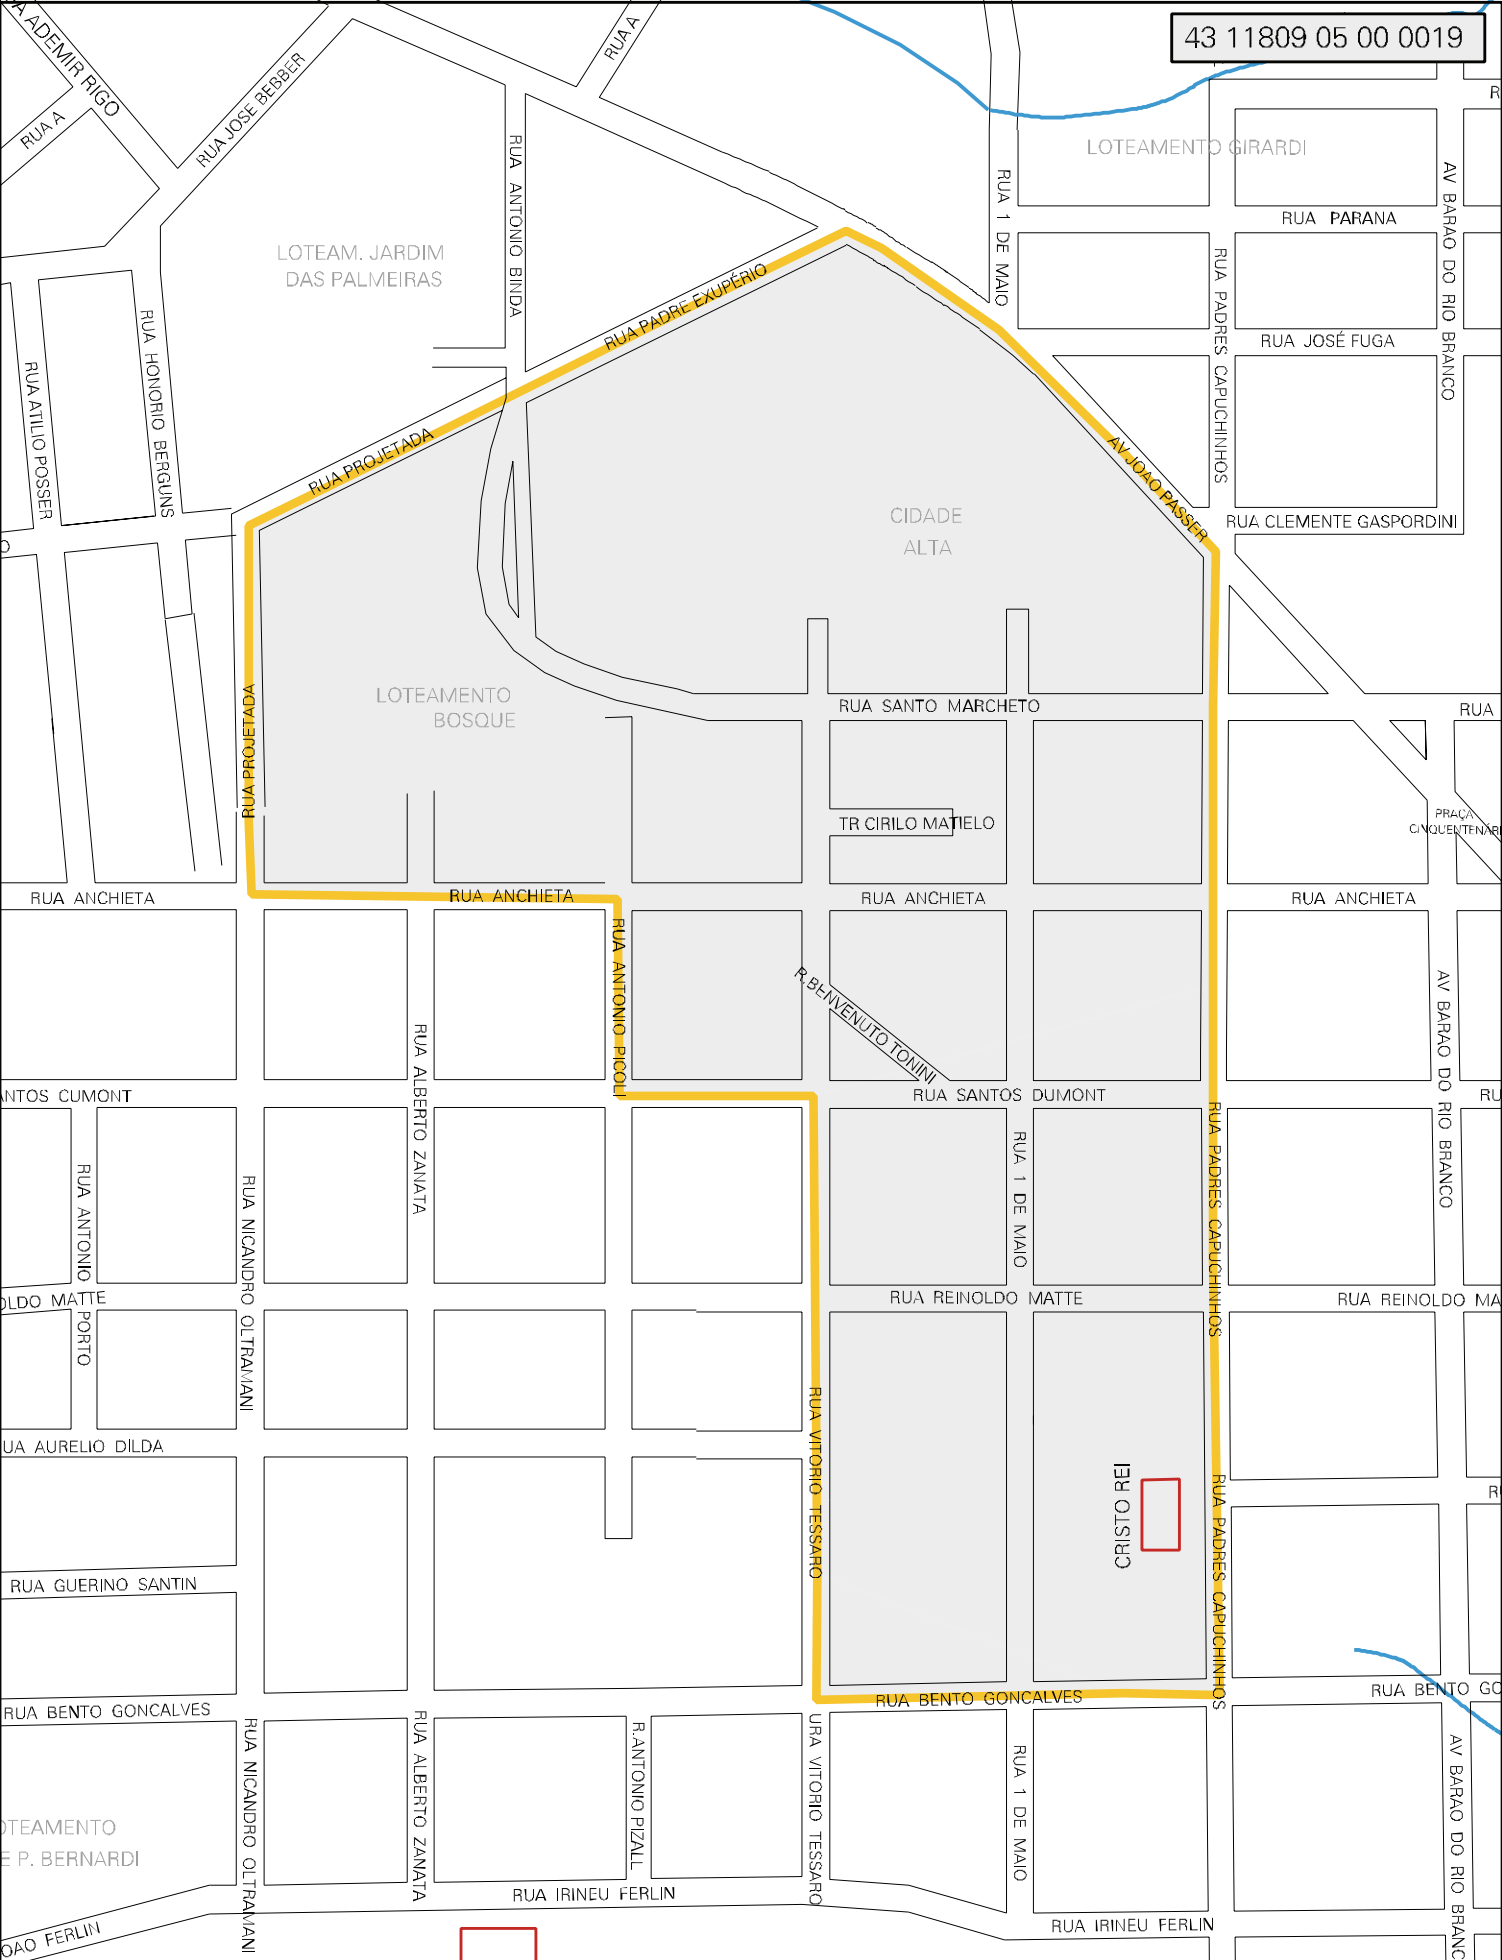 43 11809 05 00 0019
ADEMIR RIGO
RUA A
RUA JOSE BEBBER
RUA A
LOTEAMENTO GIRARDI
RUA ANTONIO BINDA
RUA 1 DE MAIO
AV BARAO DO RIO BRANCO
RUA PARANA
LOTEAM. JARDIM
DAS PALMEIRAS
RUA PADRE EXUPÉRIO
RUA PADRES CAPUCHINHOS
RUA HONORIO BERGUNS
RUA JOSÉ FUGA
RUA ATILIO POSSER
RUA PROJETADA
AV JOAO PASSER
CIDADE
ALTA
RUA CLEMENTE GASPORDINI
O
LOTEAMENTO
BOSQUE
RUA PROJETADA
RUA SANTO MARCHETO
RUA
TR CIRILO MATIELO
PRAÇA
CINQUENTENÁRI
RUA ANCHIETA
RUA ANCHIETA
RUA ANCHIETA
RUA ANCHIETA
RUA ANTONIO PICOLI
R.BENVENUTO TONINI
AV BARAO DO RIO BRANCO
RUA ALBERTO ZANATA
ANTOS CUMONT
RUA SANTOS DUMONT
RU
RUA PADRES CAPUCHINHOS
RUA 1 DE MAIO
RUA ANTONIO PORTO
RUA NICANDRO OLTRAMANI
OLDO MATTE
RUA REINOLDO MATTE
RUA REINOLDO MA
RUA VITORIO TESSARO
UA AURELIO DILDA
CRISTO REI
RUA PADRES CAPUCHINHOS
R
RUA GUERINO SANTIN
RUA BENTO GONCALVES
RUA BENTO GONCALVES
RUA BENTO GO
RUA NICANDRO OLTRAMANI
RUA ALBERTO ZANATA
R.ANTONIO PIZALL
URA VITORIO TESSARO
RUA 1 DE MAIO
AV BARAO DO RIO BRANC
OTEAMENTO
E P. BERNARDI
RUA IRINEU FERLIN
RUA IRINEU FERLIN
OAO FERLIN